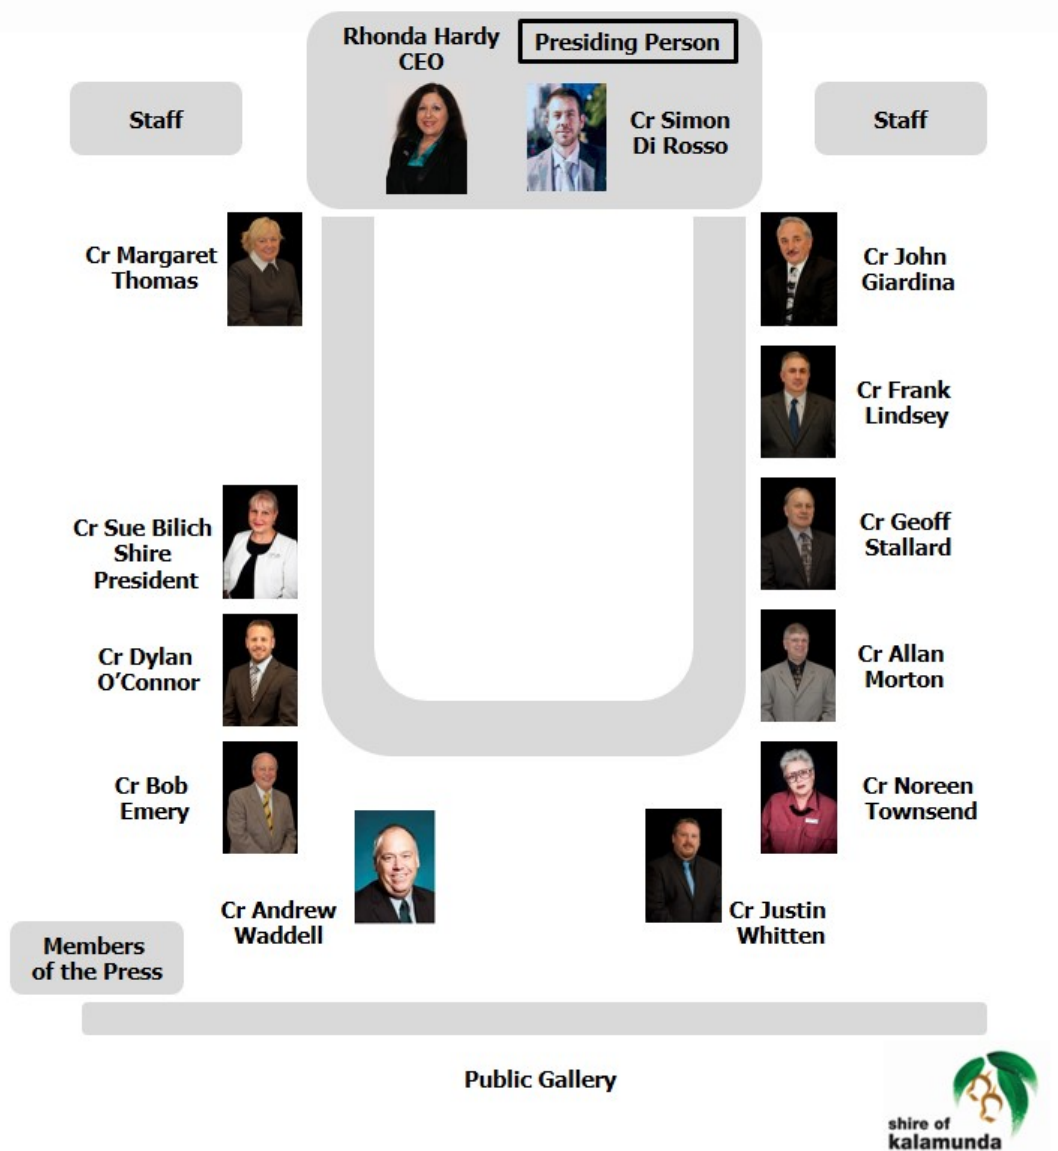 Rhonda Hardy
CEO
Presiding Person
Staff
Cr Simon
Di Rosso
Staff
Cr Margaret
Thomas
Cr John
Giardina
Cr Frank
Lindsey
Cr Sue Bilich
Shire
President
Cr Geoff
Stallard
Cr Dylan
O’Connor
Cr Allan
Morton
Cr Bob
Emery
Cr Noreen
Townsend
Cr Andrew
Waddell
Cr Justin
Whitten
Members
of the Press
Public Gallery
shire of
kalamunda